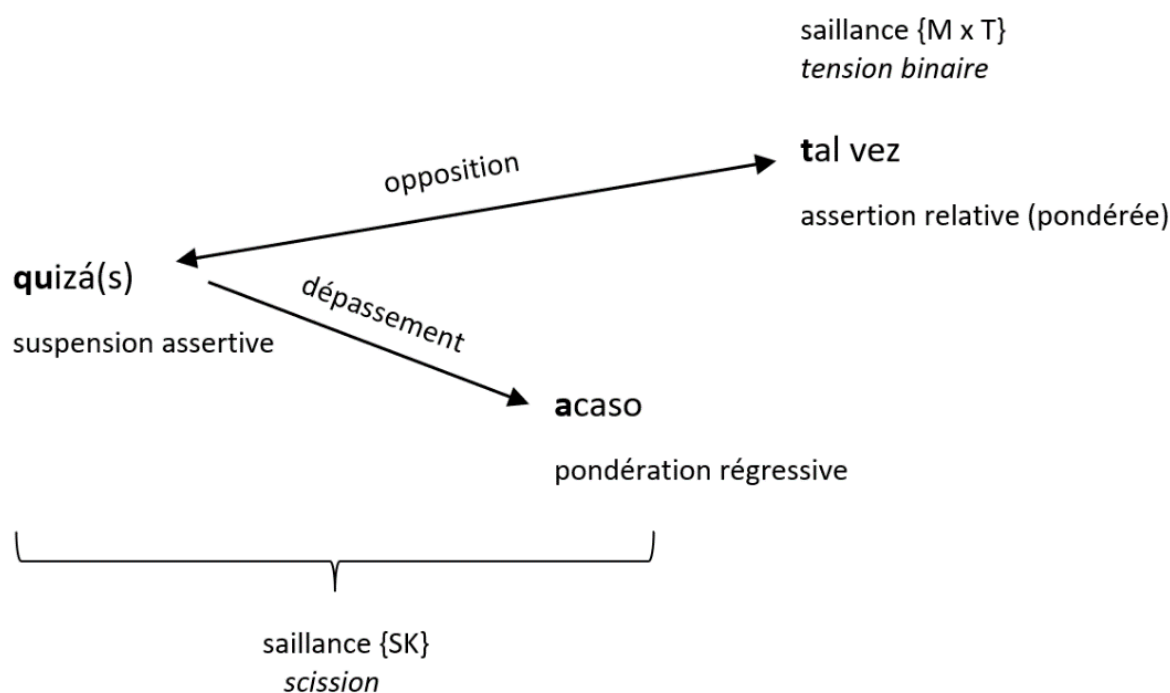 saillance {M x T}
tension binaire
tal vez
opposition
assertion relative (pondérée)
quizá(s)
dépassement
suspension assertive
acaso
pondération régressive
saillance {SK}
scission